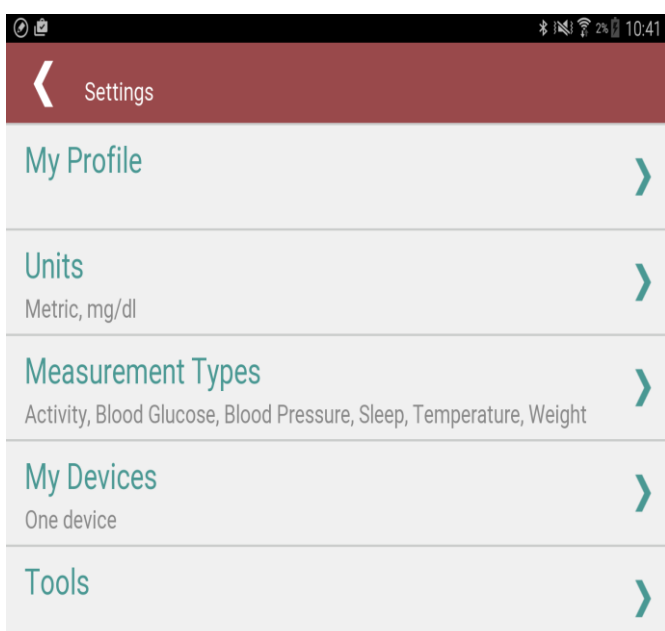 2% 10:41
Settings
My Profile
Units
Metric, mg/dl
Measurement Types
Activity, Blood Glucose, Blood Pressure, Sleep, Temperature, Weight
My Devices
One device
Tools